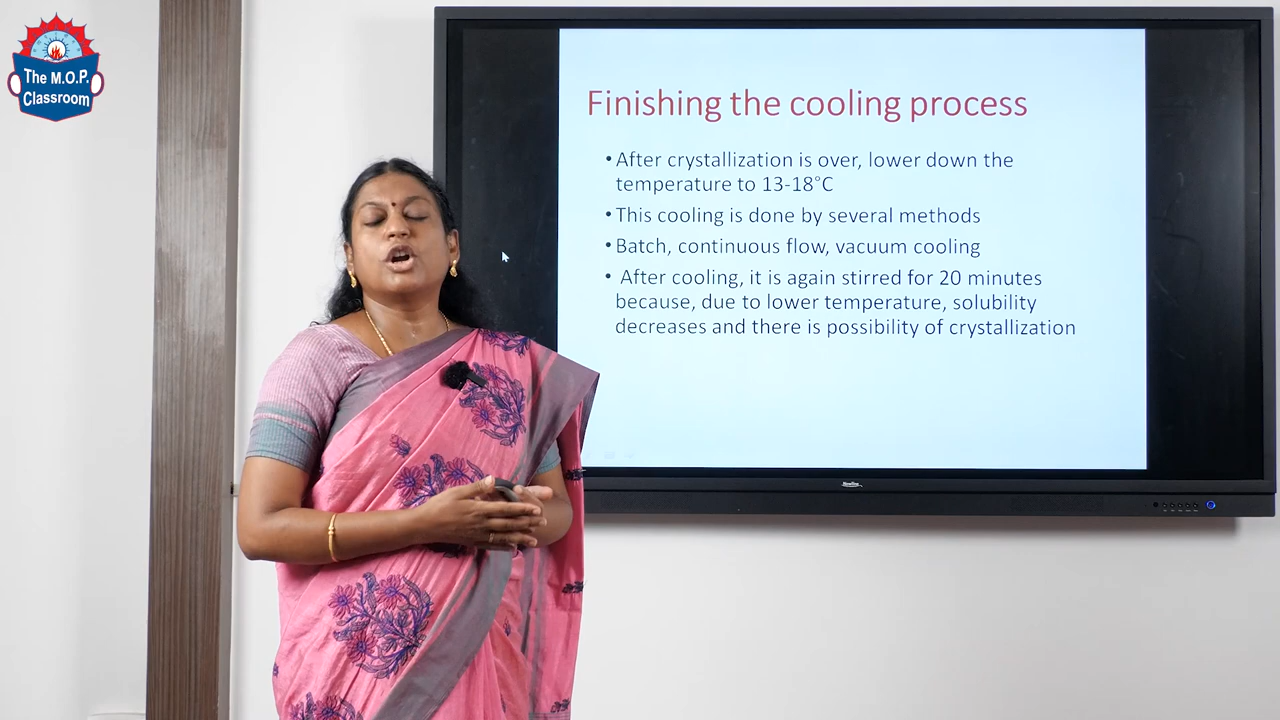 The M.O.P.
Classroom
Finishing the cooling process
• After crystallization is over, lower down the
temperature to 13-18°C
• This cooling is done by several methods
• Batch, continuous flow, vacuum cooling
• After cooling, it is again stirred for 20 minutes
because, due to lower temperature, solubility
decreases and there is possibility of crystallization